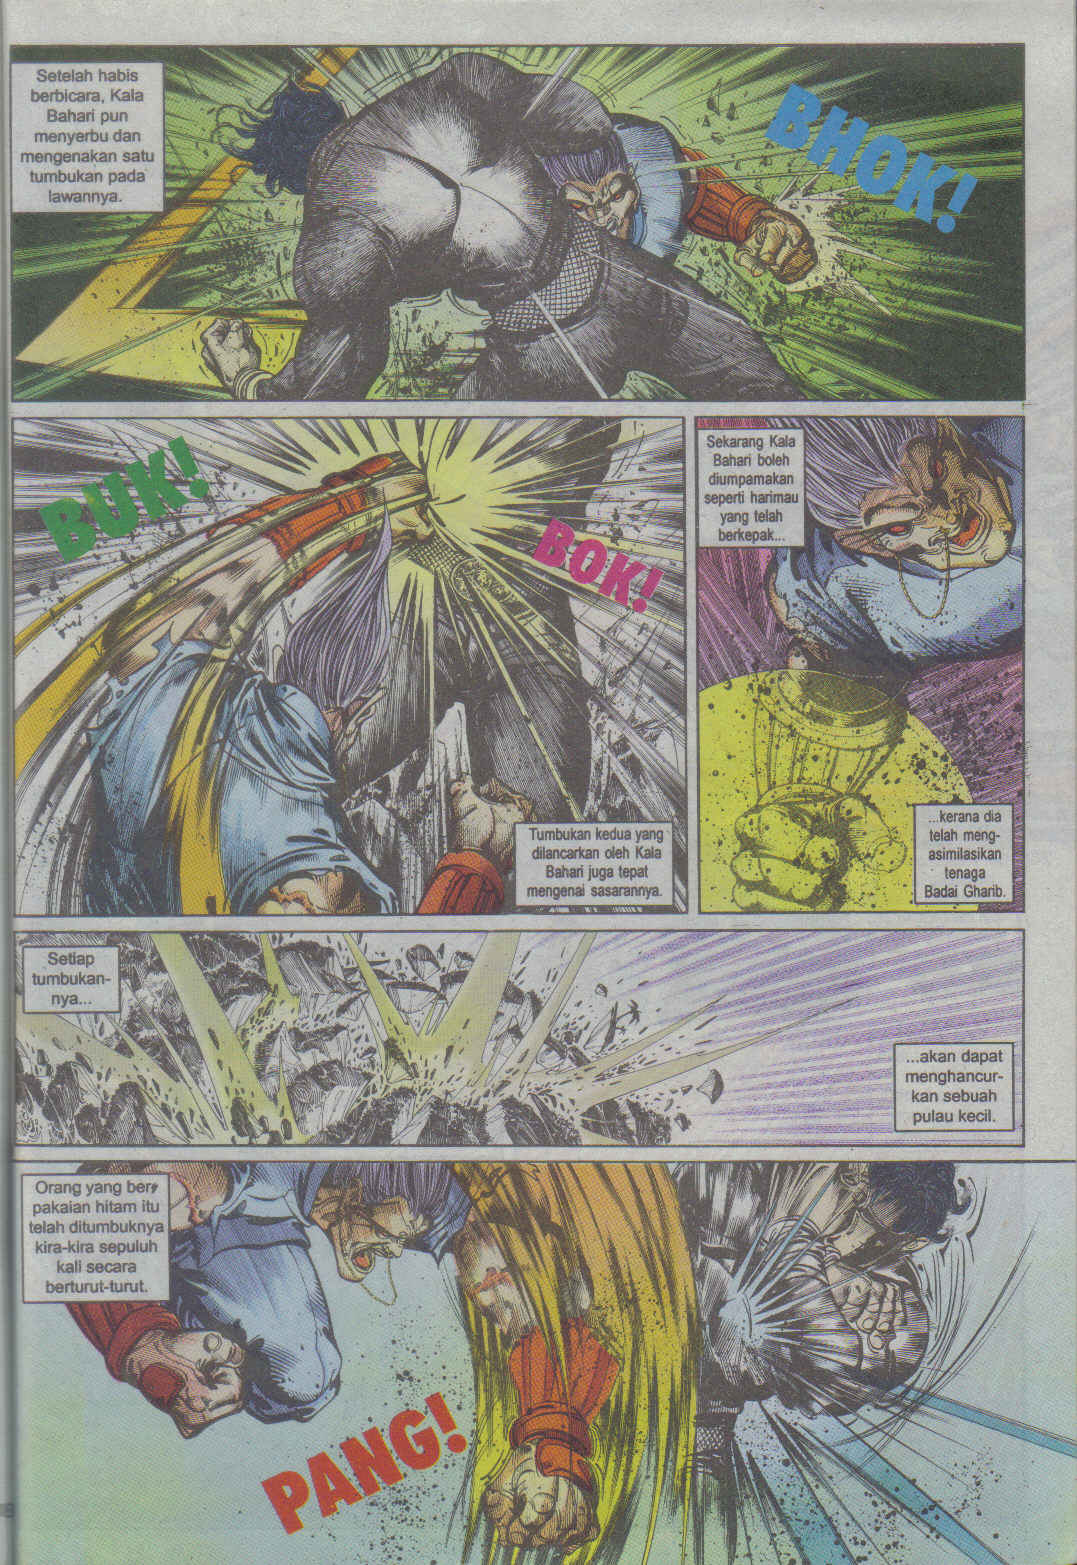 Setelah habis
berbicara, Kala
Bahari pun
menyerbu dan
mengenakan satu
tumbukan pada
lawannya.
BHOK!
BUK!
BOK!
Tumbukan kedua yang
dilancarkan oleh Kala
Bahari juga tepat
mengenai sasarannya.
Sekarang Kala
Bahari boleh
diumpamakan
seperti harimau
yang telah
berkepak...
...kerana dia
telah meng-
asimilasikan
tenaga
Badai Gharib.
Setiap
tumbukan-
nya...
...akan dapat
menghancur-
kan sebuah
pulau kecil.
Orang yang ber-
pakaian hitam itu
telah ditumbuknya
kira-kira sepuluh
kali secara
berturut-turut.
PANG!